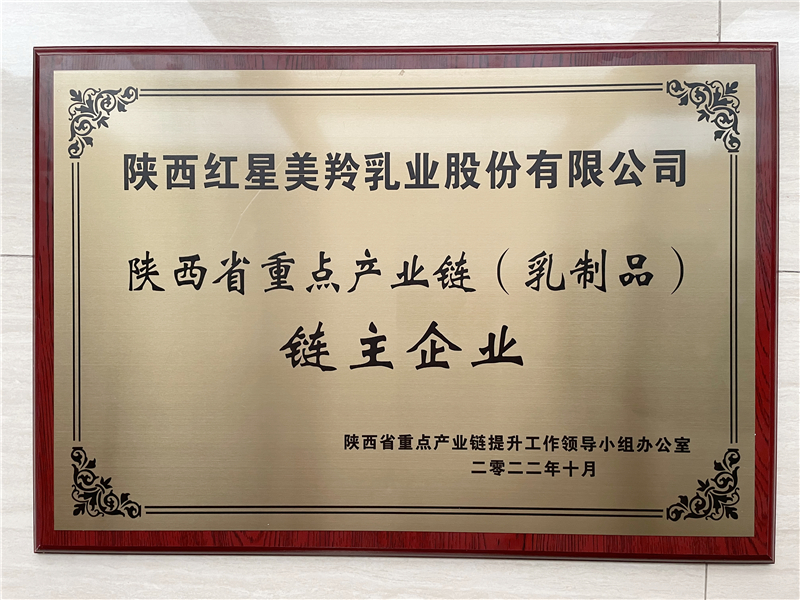 陕西红星美羚乳业股份有限公司
陕西省重点产业链（乳制品）
链主企业
陕西省重点产业链提升工作领导小组办公室
二零二二年十月